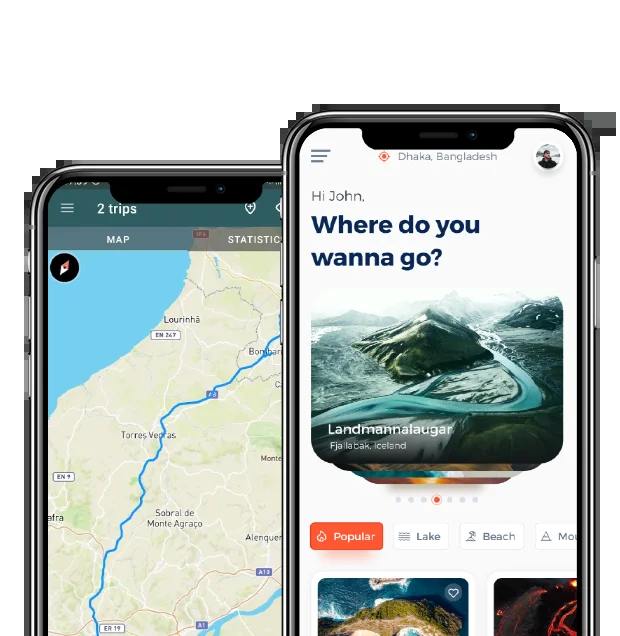 2 trips
MAP
STATISTIC
Lourinhã
EN 247
Bombar
A 8
Torres Vedras
EN 9
Monte
afra
Sobral de
Monte Agraço
Alenquer
A10
A1
ER 19
Dhaka, Bangladesh
Hi John,
Where do you
wanna go?
Landmannalaugar
Fjallabak, Iceland
Popular
Lake
Beach
Mou